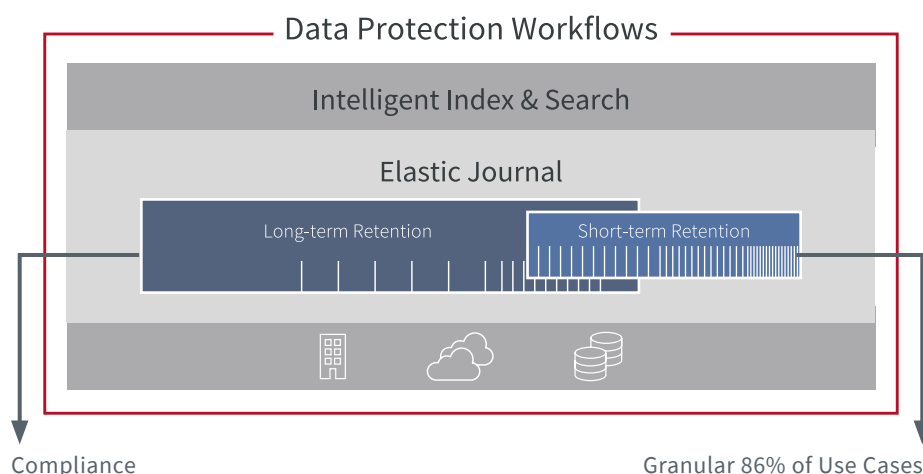 Data Protection Workflows
Intelligent Index & Search
Elastic Journal
Long-term Retention
Short-term Retention
Compliance
Granular 86% of Use Cases